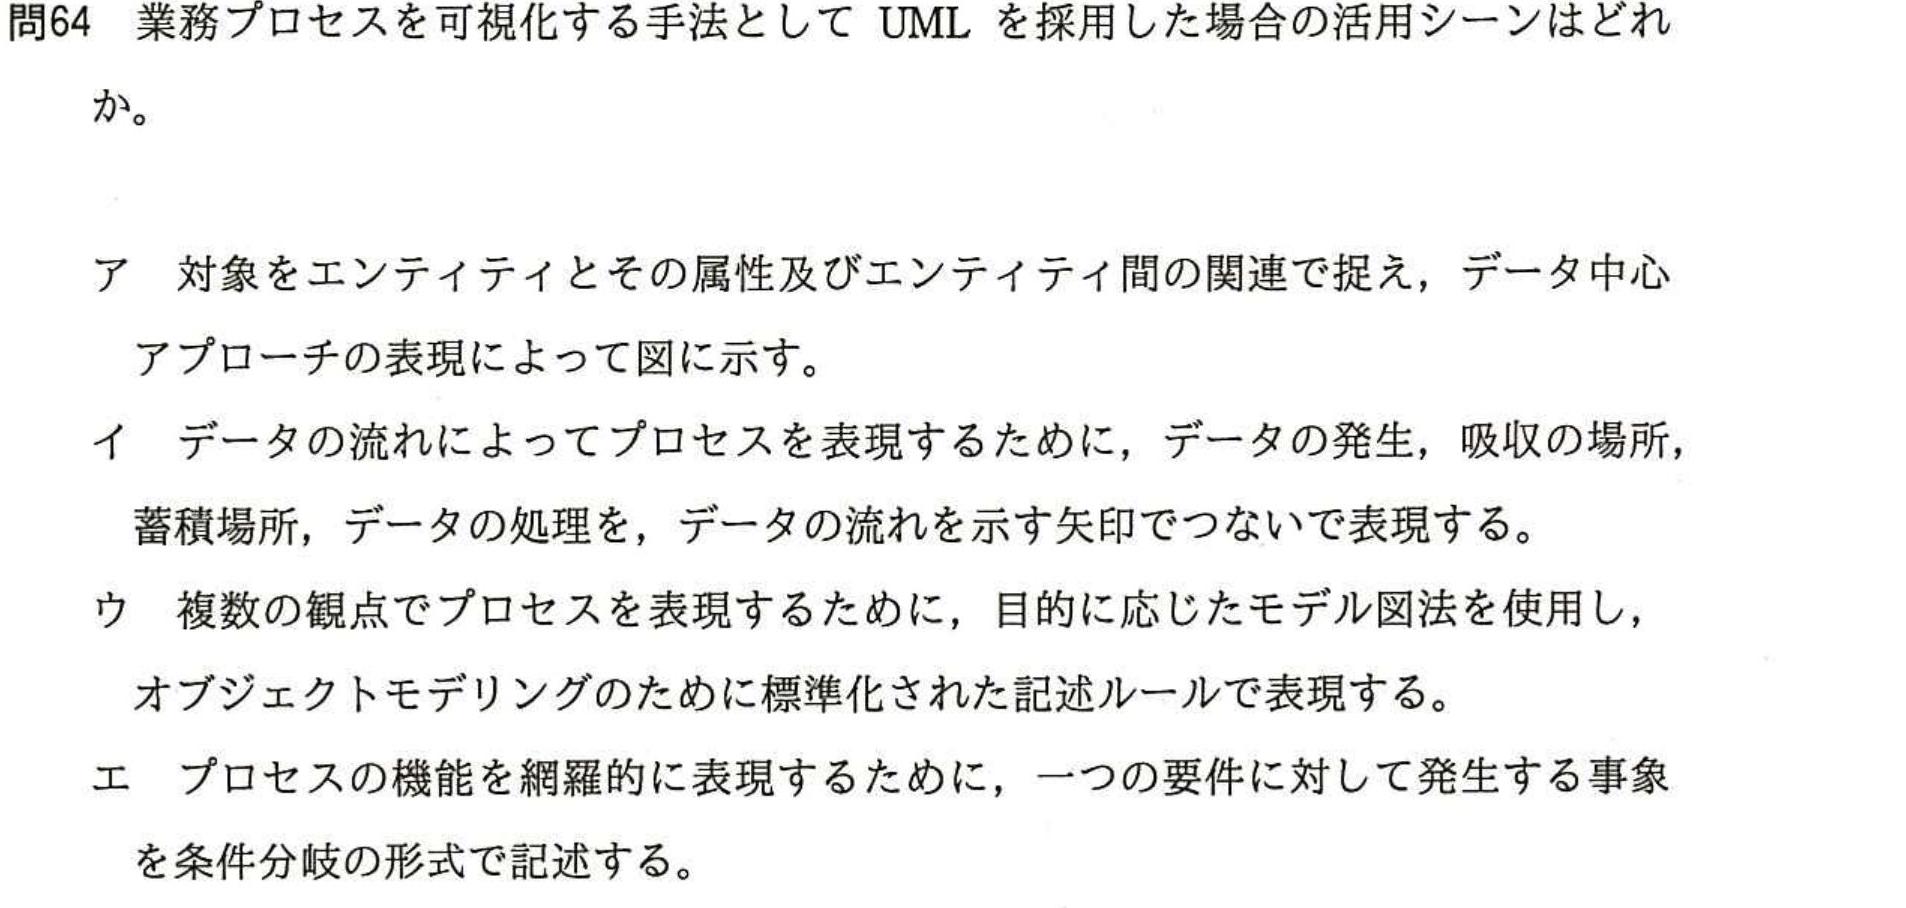 問64 業務プロセスを可視化する手法として UML を採用した場合の活用シーンはどれ
か。
ア 対象をエンティティとその属性及びエンティティ間の関連で捉え，データ中心
アプローチの表現によって図に示す。
イ データの流れによってプロセスを表現するために，データの発生，吸収の場所，
蓄積場所，データの処理を，データの流れを示す矢印でつないで表現する。
ウ 複数の観点でプロセスを表現するために，目的に応じたモデル図法を使用し，
オブジェクトモデリングのために標準化された記述ルールで表現する。
エ プロセスの機能を網羅的に表現するために，一つの要件に対して発生する事象
を条件分岐の形式で記述する。